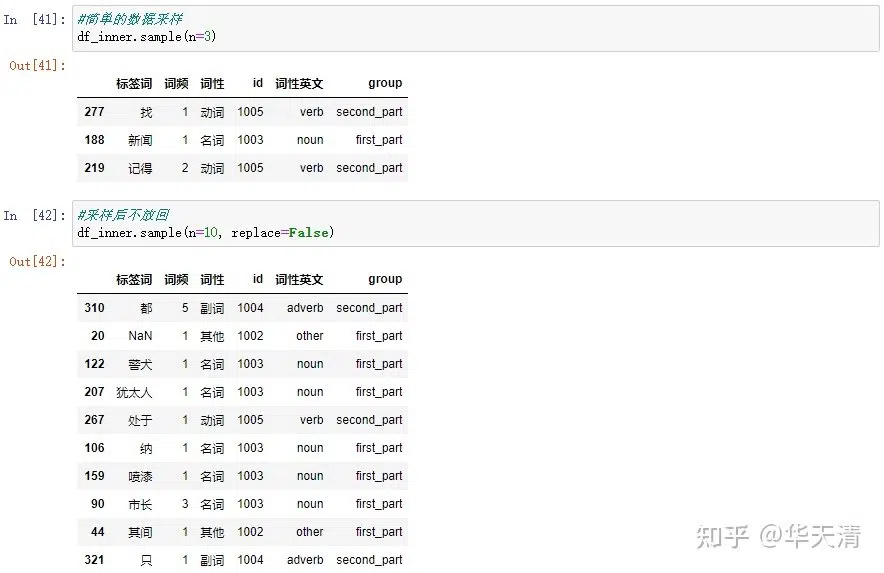 In [41]: #简单的数据采样
df_inner.sample(n=3)
Out[41]:
标签词 词频 词性 id 词性英文 group
277 找 1 动词 1005 verb second_part
188 新闻 1 名词 1003 noun first_part
219 记得 2 动词 1005 verb second_part
In [42]: #采样后不放回
df_inner.sample(n=10, replace=False)
Out[42]:
标签词 词频 词性 id 词性英文 group
310 都 5 副词 1004 adverb second_part
20 NaN 1 其他 1002 other first_part
122 警犬 1 名词 1003 noun first_part
207 犹太人 1 名词 1003 noun first_part
267 处于 1 动词 1005 verb second_part
106 纳 1 名词 1003 noun first_part
159 喷漆 1 名词 1003 noun first_part
90 市长 3 名词 1003 noun first_part
44 其间 1 其他 1002 other first_part
321 只 1 副词 1004 adverb second_part
知乎 @华天清